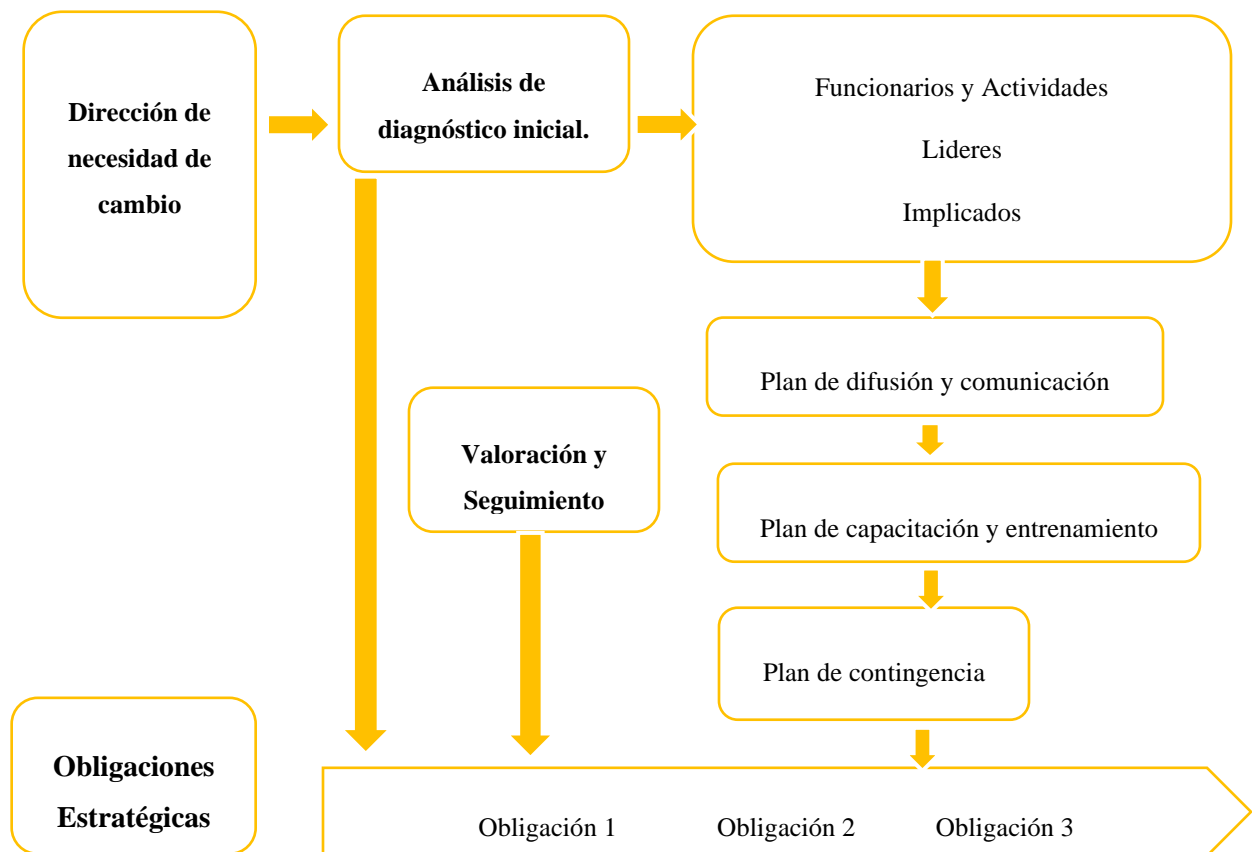 Dirección de
necesidad de
cambio
Análisis de
diagnóstico inicial.
Funcionarios y Actividades
Lideres
Implicados
Plan de difusión y comunicación
Valoración y
Seguimiento
Plan de capacitación y entrenamiento
Plan de contingencia
Obligaciones
Estratégicas
Obligación 1
Obligación 2
Obligación 3